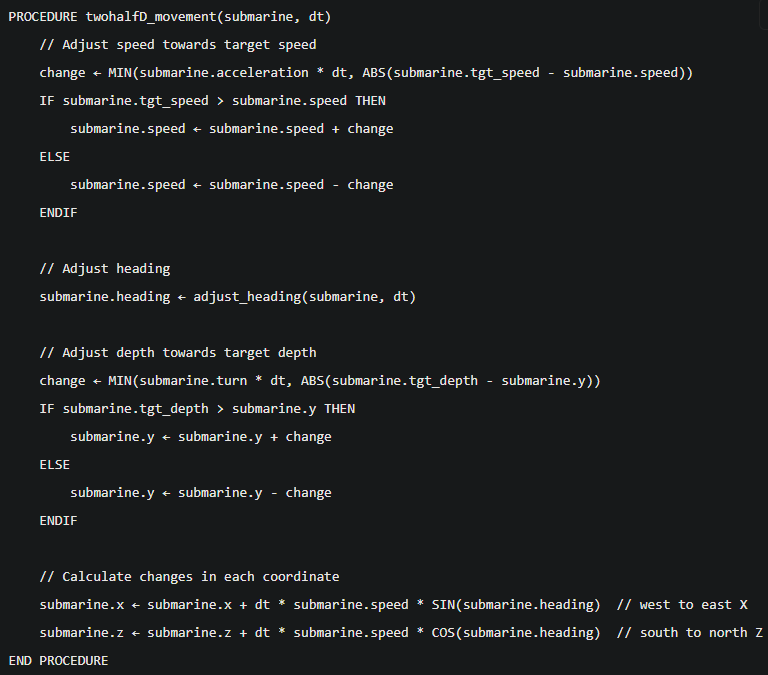 PROCEDURE twohalfD_movement(submarine, dt)
    // Adjust speed towards target speed
    change ← MIN(submarine.acceleration * dt, ABS(submarine.tgt_speed - submarine.speed))
    IF submarine.tgt_speed > submarine.speed THEN
        submarine.speed ← submarine.speed + change
    ELSE
        submarine.speed ← submarine.speed - change
    ENDIF

    // Adjust heading
    submarine.heading ← adjust_heading(submarine, dt)

    // Adjust depth towards target depth
    change ← MIN(submarine.turn * dt, ABS(submarine.tgt_depth - submarine.y))
    IF submarine.tgt_depth > submarine.y THEN
        submarine.y ← submarine.y + change
    ELSE
        submarine.y ← submarine.y - change
    ENDIF

    // Calculate changes in each coordinate
    submarine.x ← submarine.x + dt * submarine.speed * SIN(submarine.heading)  // west to east X
    submarine.z ← submarine.z + dt * submarine.speed * COS(submarine.heading)  // south to north Z
END PROCEDURE